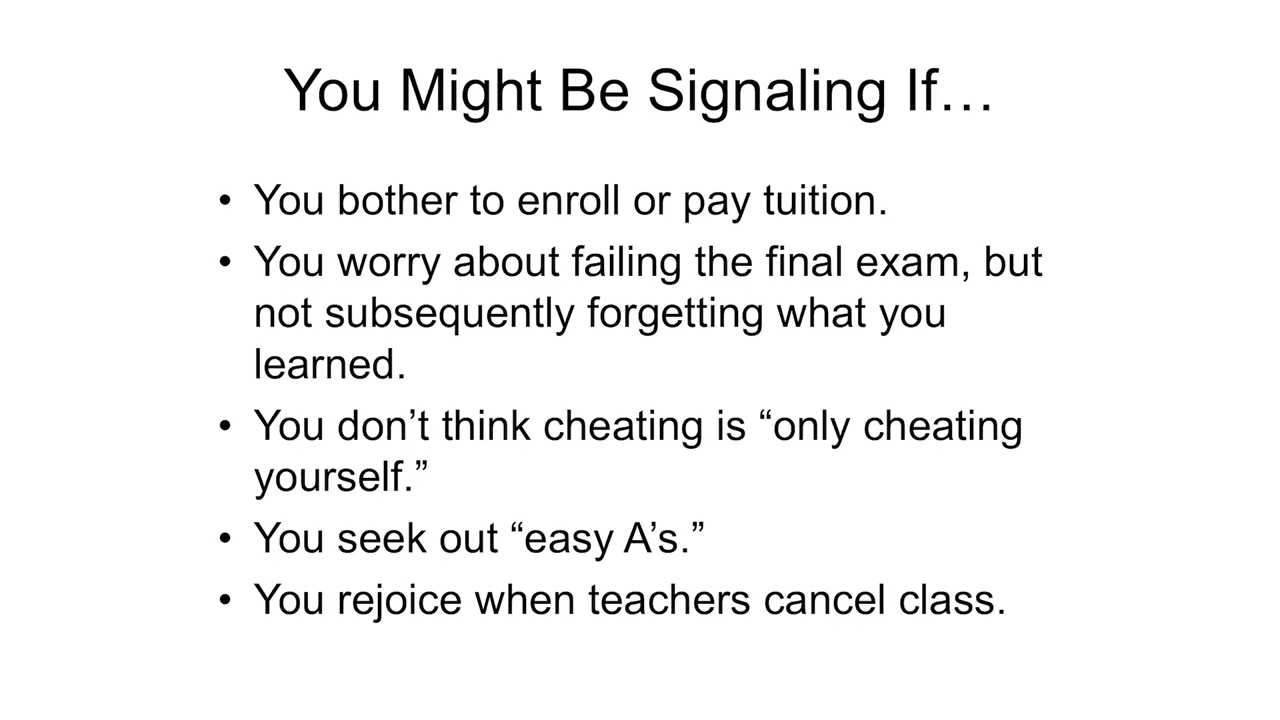 You Might Be Signaling If…
• You bother to enroll or pay tuition.
• You worry about failing the final exam, but
not subsequently forgetting what you
learned.
• You don’t think cheating is “only cheating
yourself.”
• You seek out “easy A’s.”
• You rejoice when teachers cancel class.